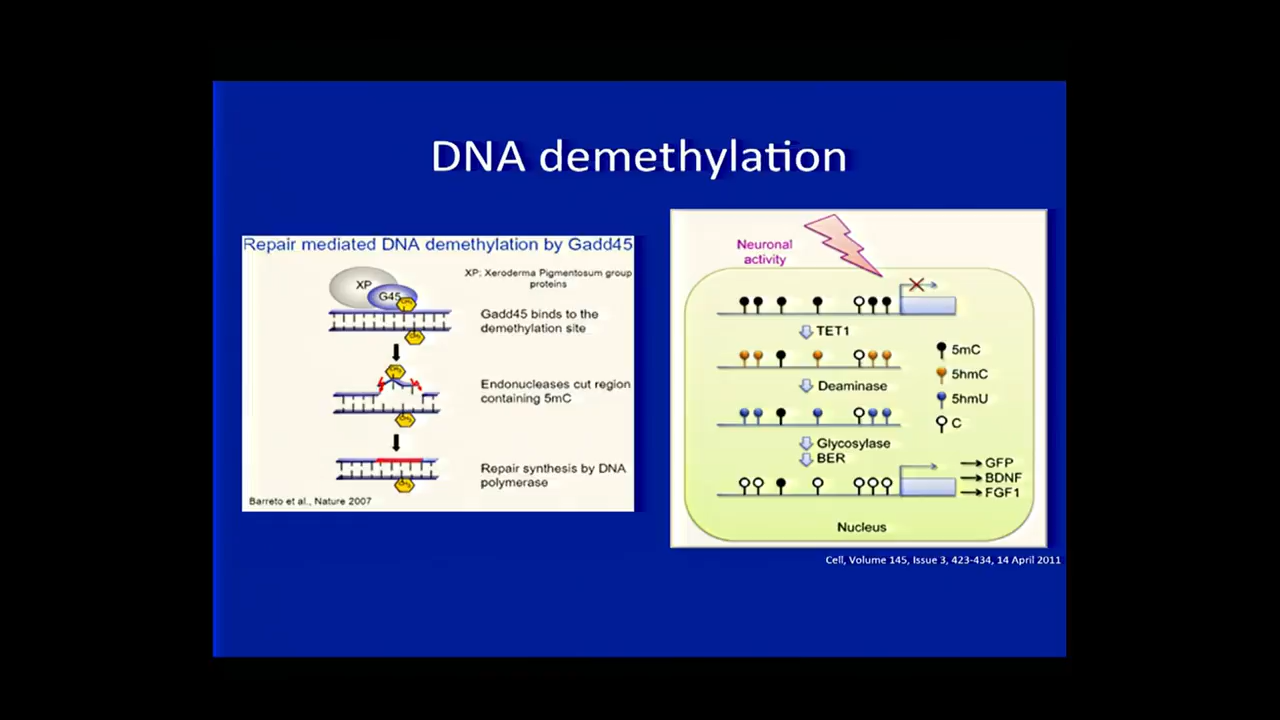 DNA demethylation
Repair mediated DNA demethylation by Gadd45
XP: Xeroderma Pigmentosum group
proteins
XP
G45
Gadd45 binds to the
demethylation site
Endonucleases cut region
containing 5mC
Repair synthesis by DNA
polymerase
Barreto et al., Nature 2007
Neuronal
activity
TET1
5mC
5hmC
Deaminase
5hmU
C
Glycosylase
BER
GFP
BDNF
FGF1
Nucleus
Cell, Volume 145, Issue 3, 423-434, 14 April 2011